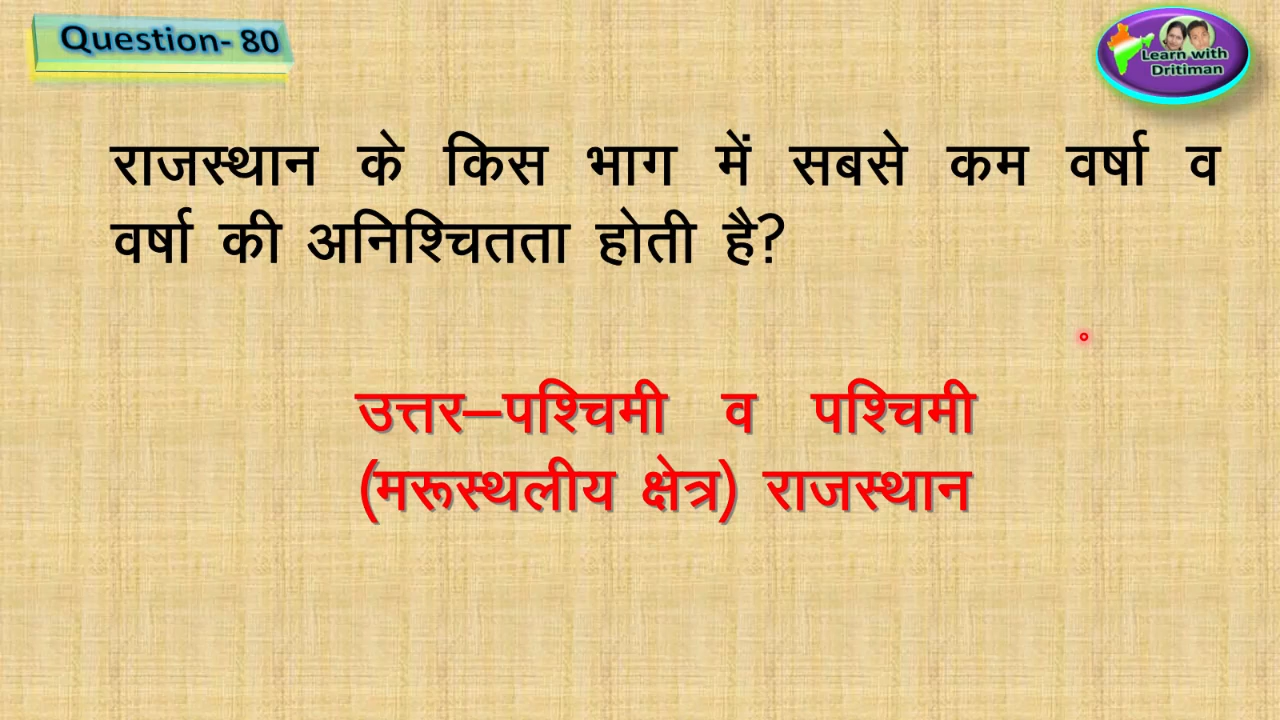 Question- 80
Learn with
Dritiman
राजस्थान के किस भाग में सबसे कम वर्षा व
वर्षा की अनिश्चितता होती है?
उत्तर–पश्चिमी व पश्चिमी
(मरूस्थलीय क्षेत्र) राजस्थान